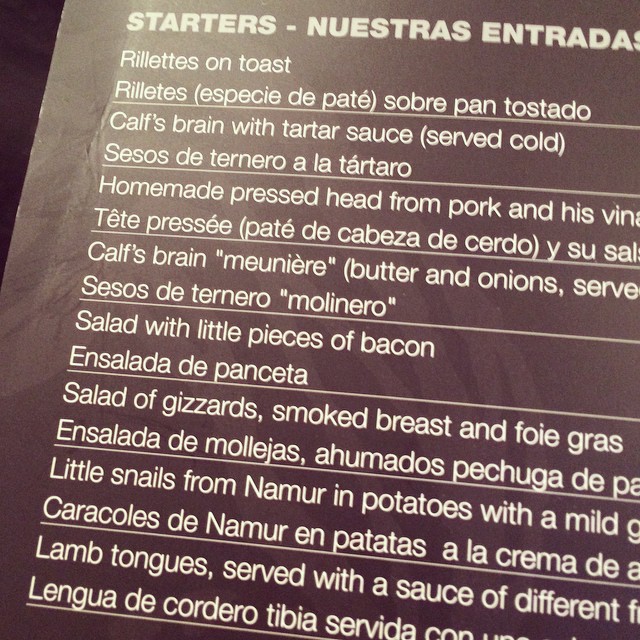 STARTERS - NUESTRAS ENTRADAS
Rillettes on toast
Rilletes (especie de paté) sobre pan tostado
Calf's brain with tartar sauce (served cold)
Sesos de ternero a la tártaro
Homemade pressed head from pork and his
Tête pressée (paté de cabeza de cerdo) y su
Calf's brain "meunière" (butter and onions,
Sesos de ternero "molinero"
Salad with little pieces of bacon
Ensalada de panceta
Salad of gizzards, smoked breast and foie gras
Ensalada de mollejas, ahumados pechuga de
Little snails from Namur in potatoes with a mild
Caracoles de Namur en patatas a la crema de
Lamb tongues, served with a sauce of different
Lengua de cordero tibia servida con